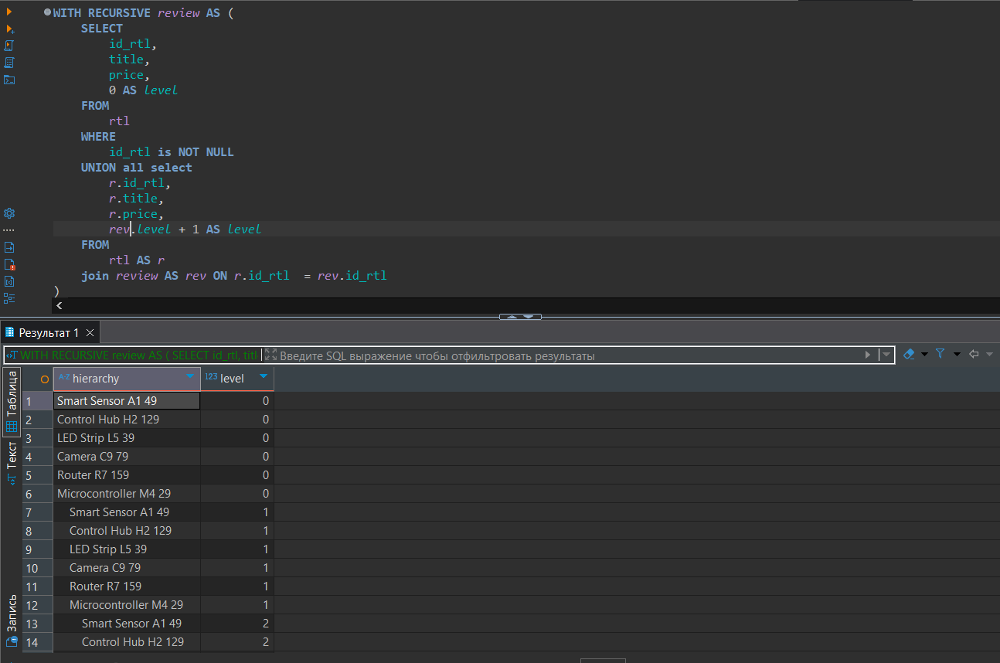 WITH RECURSIVE review AS (
SELECT
id_rtl,
title,
price,
0 AS level
FROM
rtl
WHERE
id_rtl is NOT NULL
UNION all select
r.id_rtl,
r.title,
r.price,
rev.level + 1 AS level
FROM
rtl AS r
join review AS rev ON r.id_rtl  = rev.id_rtl
)
Результат 1
WITH RECURSIVE review AS ( SELECT id_rtl, titl Введите SQL выражение чтобы отфильтровать результаты
Таблица
Текст
Запись
A-Z hierarchy 123 level
1 Smart Sensor A1 49 0
2 Control Hub H2 129 0
3 LED Strip L5 39 0
4 Camera C9 79 0
5 Router R7 159 0
6 Microcontroller M4 29 0
7 Smart Sensor A1 49 1
8 Control Hub H2 129 1
9 LED Strip L5 39 1
10 Camera C9 79 1
11 Router R7 159 1
12 Microcontroller M4 29 1
13 Smart Sensor A1 49 2
14 Control Hub H2 129 2